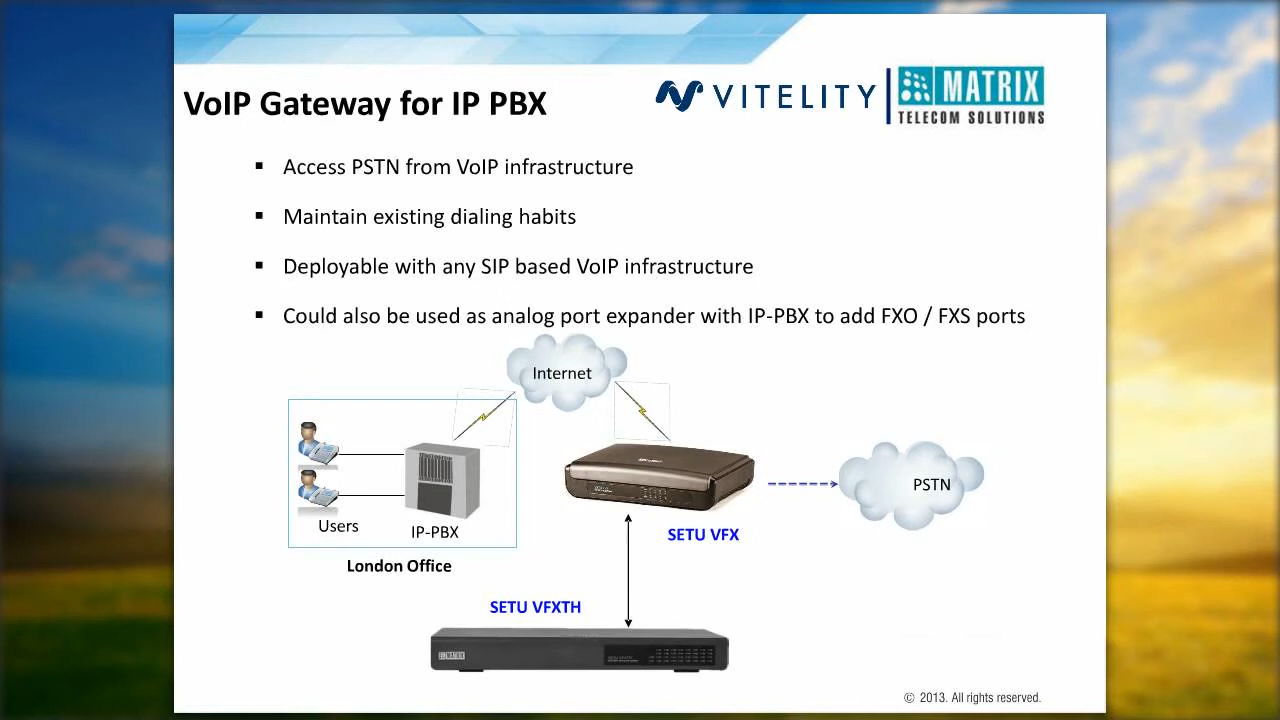 VoIP Gateway for IP PBX
VITELITY
MATRIX
TELECOM SOLUTIONS
Access PSTN from VoIP infrastructure
Maintain existing dialing habits
Deployable with any SIP based VoIP infrastructure
Could also be used as analog port expander with IP-PBX to add FXO / FXS ports
Internet
PSTN
Users
IP-PBX
SETU VFX
London Office
SETU VFXTH
MATRIX
© 2013. All rights reserved.